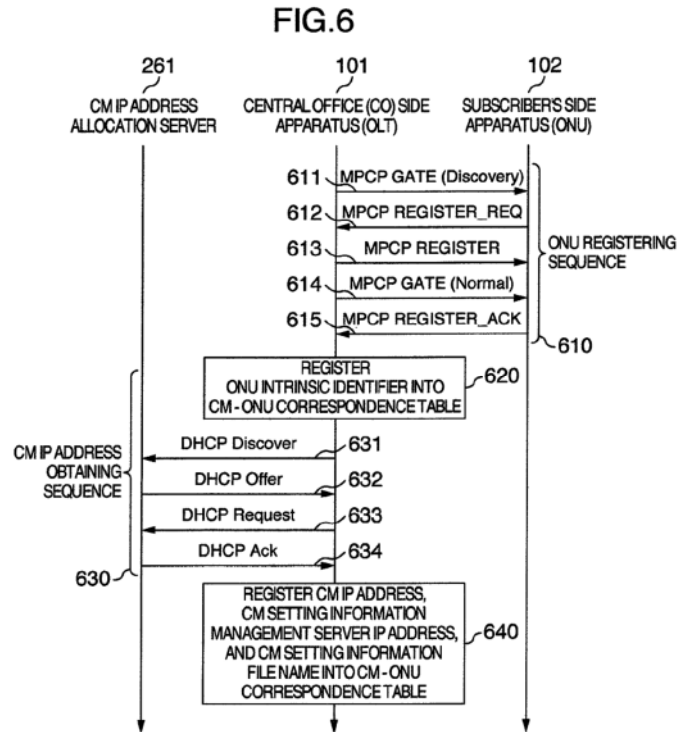 FIG.6
261
101
102
CM IP ADDRESS
ALLOCATION SERVER
CENTRAL OFFICE (CO) SIDE
APPARATUS (OLT)
SUBSCRIBER'S SIDE
APPARATUS (ONU)
611
MPCP GATE (Discovery)
612
MPCP REGISTER_REQ
613
MPCP REGISTER
614
MPCP GATE (Normal)
615
MPCP REGISTER_ACK
ONU REGISTERING
SEQUENCE
610
REGISTER
ONU INTRINSIC IDENTIFIER INTO
CM - ONU CORRESPONDENCE TABLE
620
CM IP ADDRESS
OBTAINING
SEQUENCE
DHCP Discover
631
DHCP Offer
632
DHCP Request
633
DHCP Ack
634
630
REGISTER CM IP ADDRESS,
CM SETTING INFORMATION
MANAGEMENT SERVER IP ADDRESS,
AND CM SETTING INFORMATION
FILE NAME INTO CM - ONU
CORRESPONDENCE TABLE
640